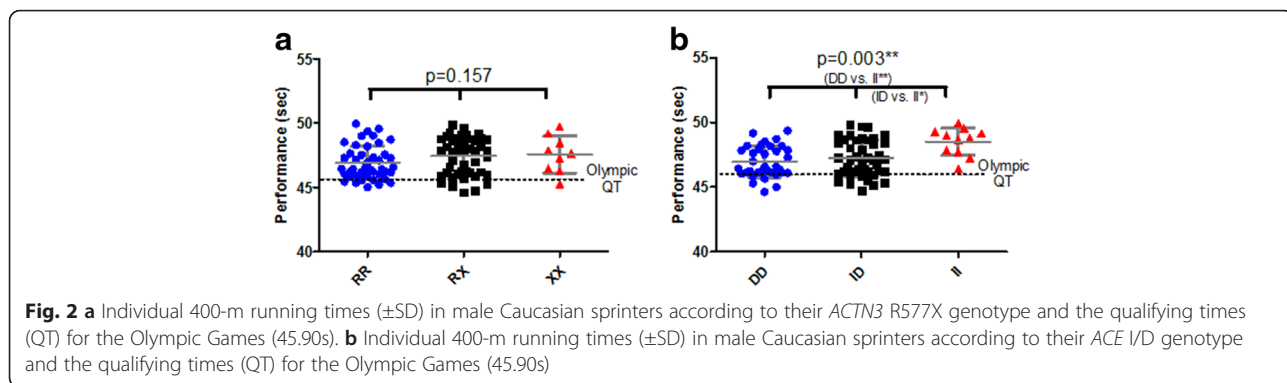 a
55
50
45
40
Performance (sec)
p=0.157
Olympic
QT
RR
RX
XX
b
55
50
45
40
Performance (sec)
p=0.003**
(DD vs. II**)
(ID vs. II*)
Olympic
QT
DD
ID
II
Fig. 2 a Individual 400-m running times (±SD) in male Caucasian sprinters according to their ACTN3 R577X genotype and the qualifying times
(QT) for the Olympic Games (45.90s). b Individual 400-m running times (±SD) in male Caucasian sprinters according to their ACE I/D genotype
and the qualifying times (QT) for the Olympic Games (45.90s)